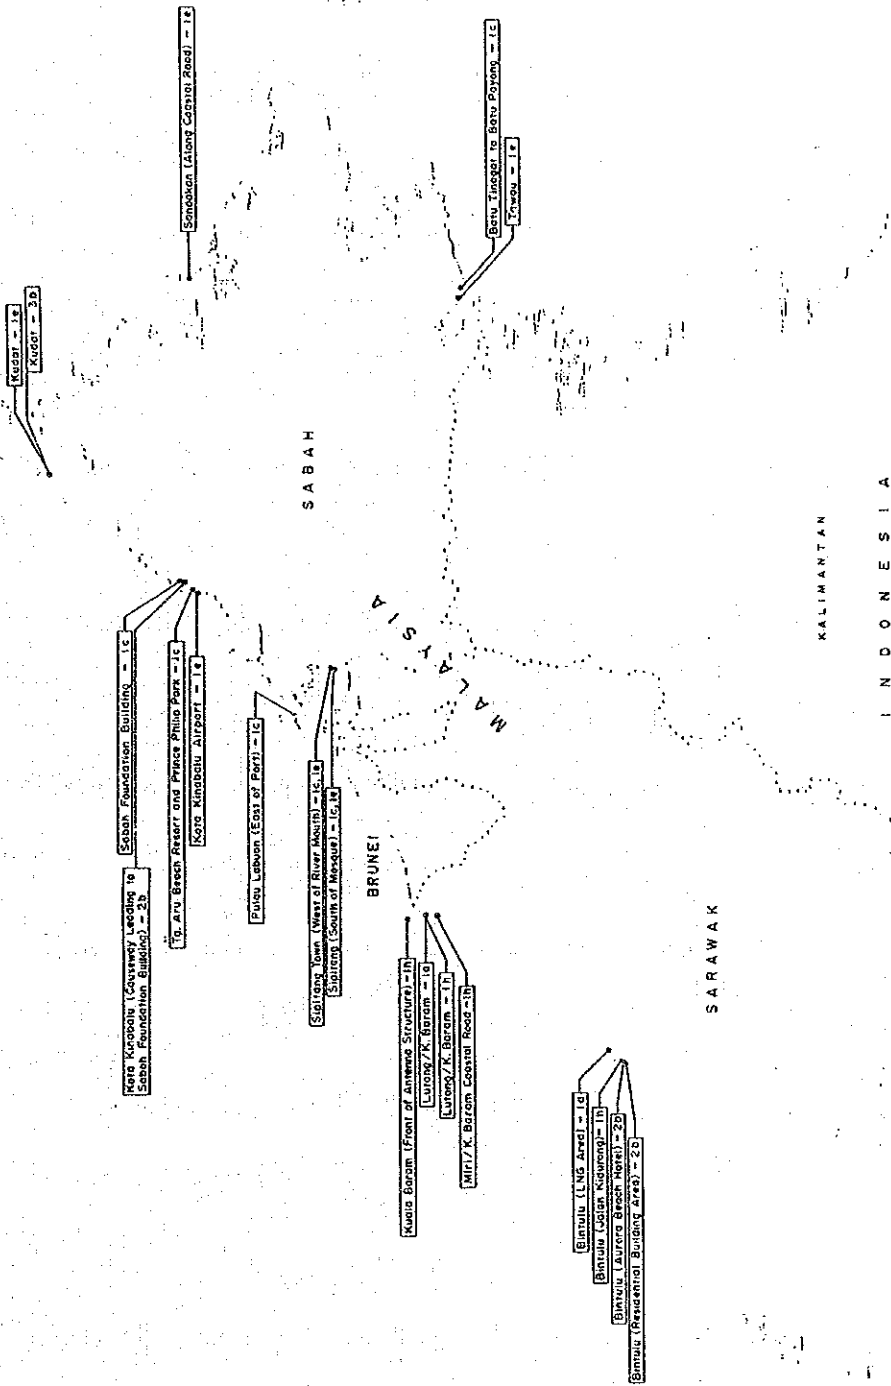 Kudat - 1e
Kudat - 3b
Sandakan (Along Coastal Road) - 1e
Batu Tinagat to Batu Payong - 1c
Tawau - 1e
Sabah Foundation Building - 1c
Kota Kinabalu (Causeway Leading to
Sabah Foundation Building) - 2b
Tg. Aru Beach Resort and Prince Philip Park - 1c
Kota Kinabalu Airport - 1e
Pulau Labuan (East of Port) - 1c
Sipitang Town (West of River Mouth) - 1c, 1e
Sipitang (South of Mosque) - 1c, 1e
Kuala Baram (Front of Antenna Structure) - 1h
Lutong/K. Baram - 1a
Lutong/K. Baram - 1h
Miri/K. Baram Coastal Road - 1h
Bintulu (LNG Area) - 1a
Bintulu (Jalan Kidurong) - 1h
Bintulu (Aurora Beach Hotel) - 2b
Bintulu (Residential Building Area) - 2b
SABAH
MALAYSIA
BRUNEI
SARAWAK
KALIMANTAN
INDONESIA